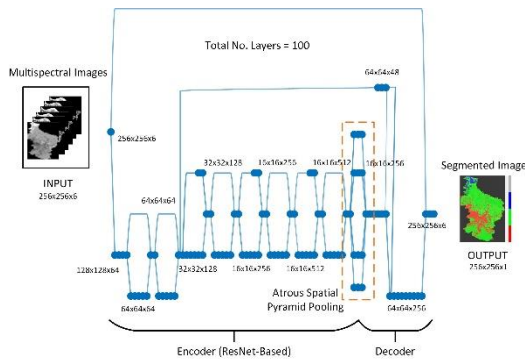 Total No. Layers = 100
Multispectral Images
64x64x48
256x256x6
32x32x128
16x16x256
16x16x512
16x16x256
Segmented Image
INPUT
256x256x6
64x64x64
256x256x6
OUTPUT
256x256x1
128x128x64
32x32x128
16x16x256
16x16x512
64x64x64
Atrous Spatial
Pyramid Pooling
64x64x256
Encoder (ResNet-Based)
Decoder